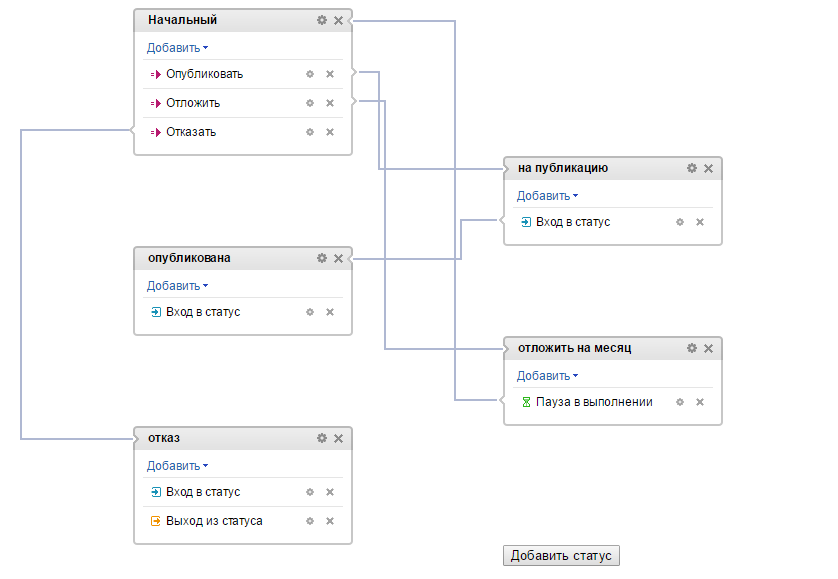 Начальный
Добавить
Опубликовать
Отложить
Отказать
на публикацию
Добавить
Вход в статус
опубликована
Добавить
Вход в статус
отложить на месяц
Добавить
Пауза в выполнении
отказ
Добавить
Вход в статус
Выход из статуса
Добавить статус